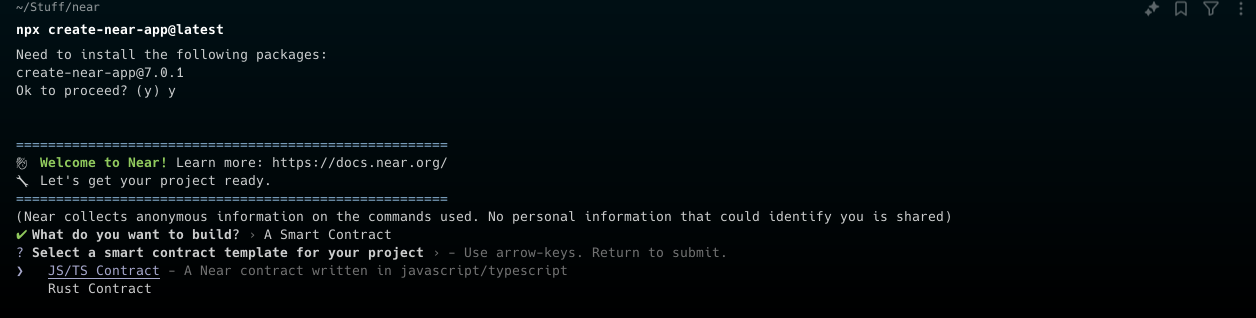 ~/Stuff/near
npx create-near-app@latest
Need to install the following packages:
create-near-app@7.0.1
Ok to proceed? (y) y
======================================================
👋 Welcome to Near! Learn more: https://docs.near.org/
🔧 Let's get your project ready.
======================================================
(Near collects anonymous information on the commands used. No personal information that could identify you is shared)
✔ What do you want to build? › A Smart Contract
? Select a smart contract template for your project › - Use arrow-keys. Return to submit.
❯   JS/TS Contract - A Near contract written in javascript/typescript
    Rust Contract